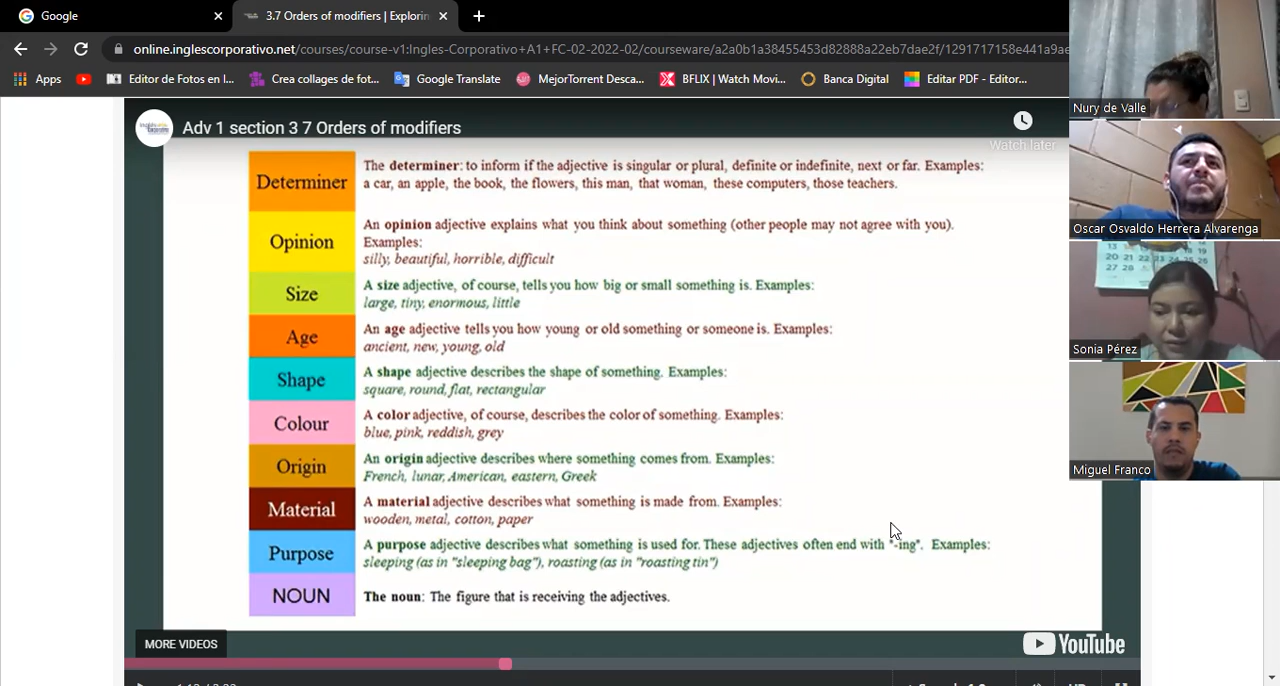 Google
3.7 Orders of modifiers | Explorin
online.inglescorporativo.net/courses/course-v1:Ingles-Corporativo+A1+FC-02-2022-02/courseware/a2a0b1a38455453d82888a22eb7dae2f/1291717158e441a9ae
Apps
Editor de Fotos en l...
Crea collages de fot...
Google Translate
MejorTorrent Desca...
BFLIX | Watch Movi...
Banca Digital
Editar PDF - Editor...
Adv 1 section 3 7 Orders of modifiers
Watch later
Determiner
The determiner: to inform if the adjective is singular or plural, definite or indefinite, next or far. Examples:
a car, an apple, the book, the flowers, this man, that woman, these computers, those teachers.
Opinion
An opinion adjective explains what you think about something (other people may not agree with you).
Examples:
silly, beautiful, horrible, difficult
Size
A size adjective, of course, tells you how big or small something is. Examples:
large, tiny, enormous, little
Age
An age adjective tells you how young or old something or someone is. Examples:
ancient, new, young, old
Shape
A shape adjective describes the shape of something. Examples:
square, round, flat, rectangular
Colour
A color adjective, of course, describes the color of something. Examples:
blue, pink, reddish, grey
Origin
An origin adjective describes where something comes from. Examples:
French, lunar, American, eastern, Greek
Material
A material adjective describes what something is made from. Examples:
wooden, metal, cotton, paper
Purpose
A purpose adjective describes what something is used for. These adjectives often end with "-ing". Examples:
sleeping (as in "sleeping bag"), roasting (as in "roasting tin")
NOUN
The noun: The figure that is receiving the adjectives.
MORE VIDEOS
YouTube
Nury de Valle
Oscar Osvaldo Herrera Alvarenga
Sonia Pérez
Miguel Franco